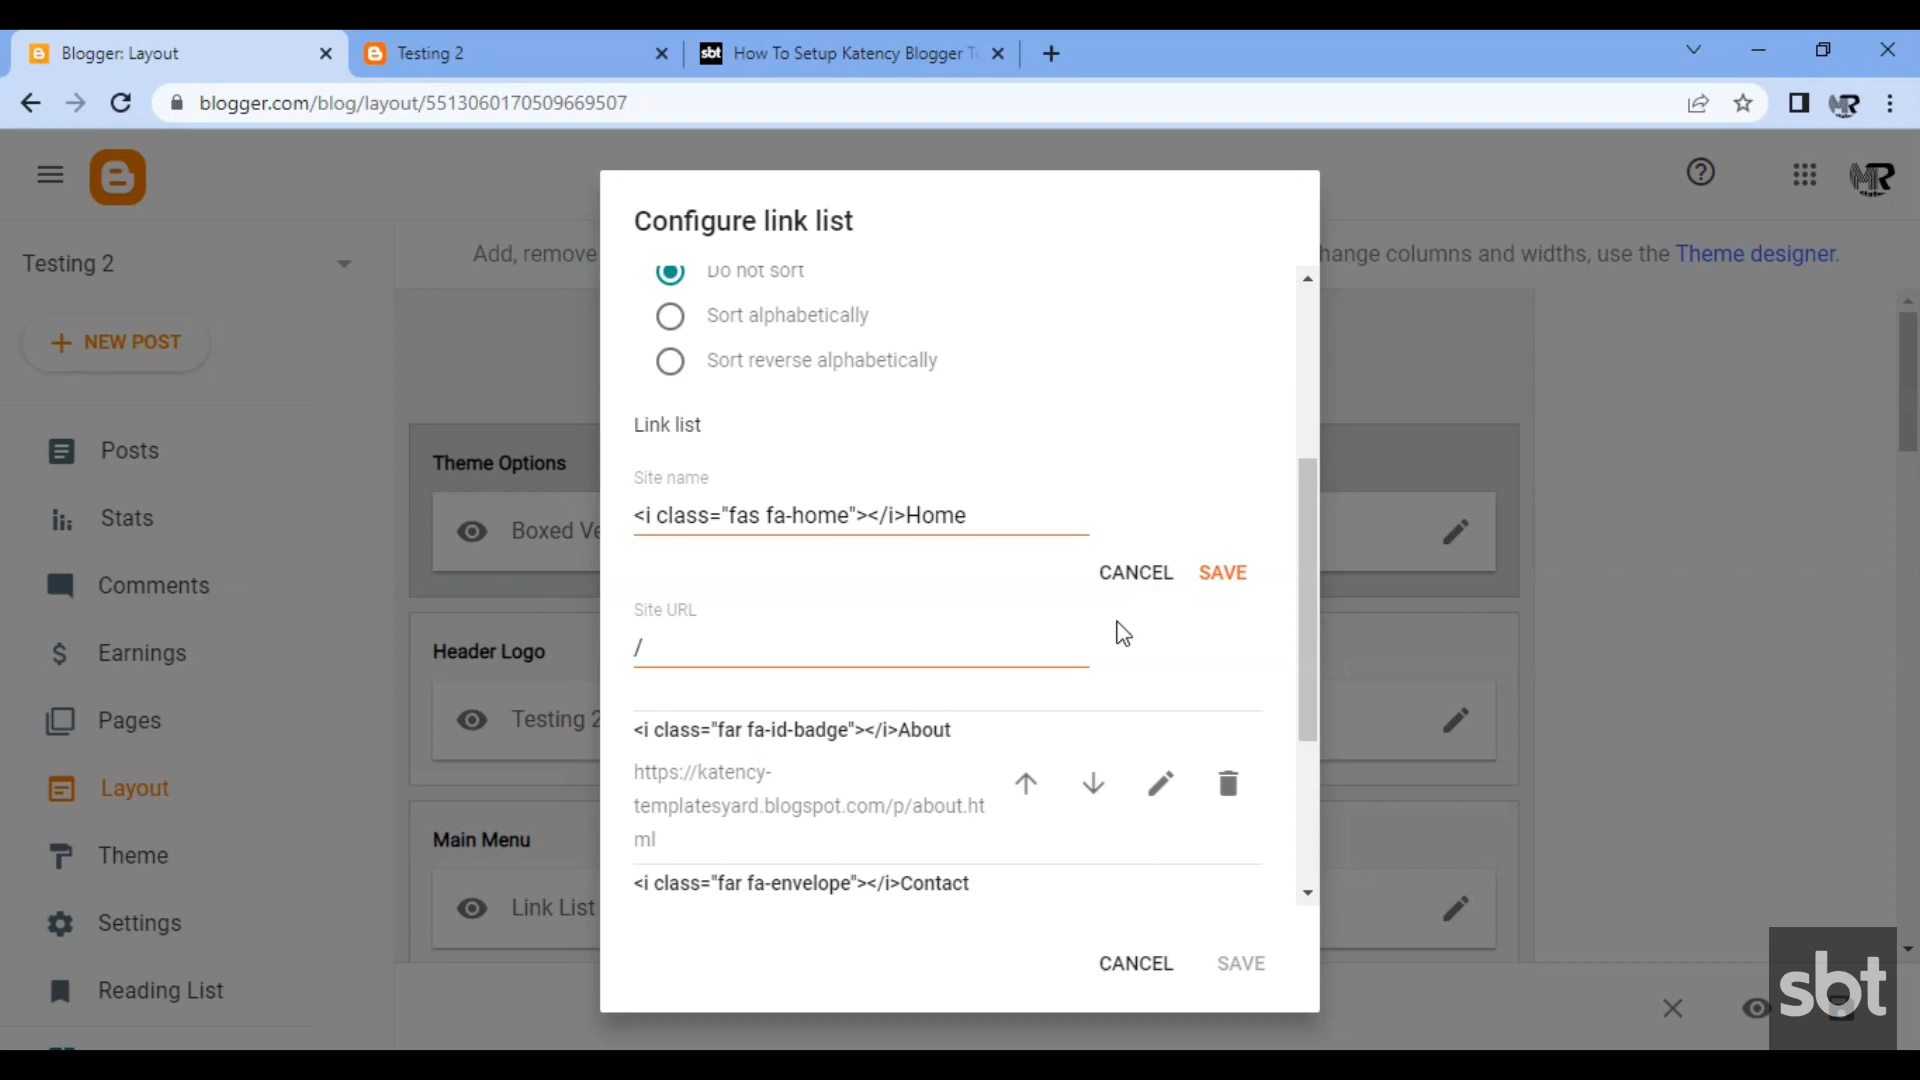 Blogger: Layout
Testing 2
sbt
How To Setup Katency Blogger
blogger.com/blog/layout/5513060170509669507
Testing 2
NEW POST
Posts
Stats
Comments
Earnings
Pages
Layout
Theme
Settings
Reading List
Add, remove
hange columns and widths, use the Theme designer.
Theme Options
Boxed Ve
Header Logo
Testing 2
Main Menu
Link List
Configure link list
Do not sort
Sort alphabetically
Sort reverse alphabetically
Link list
Site name
<i class="fas fa-home"></i>Home
CANCEL SAVE
Site URL
/
<i class="far fa-id-badge"></i>About
https://katency-
templatesyard.blogspot.com/p/about.ht
ml
<i class="far fa-envelope"></i>Contact
CANCEL SAVE
sbt